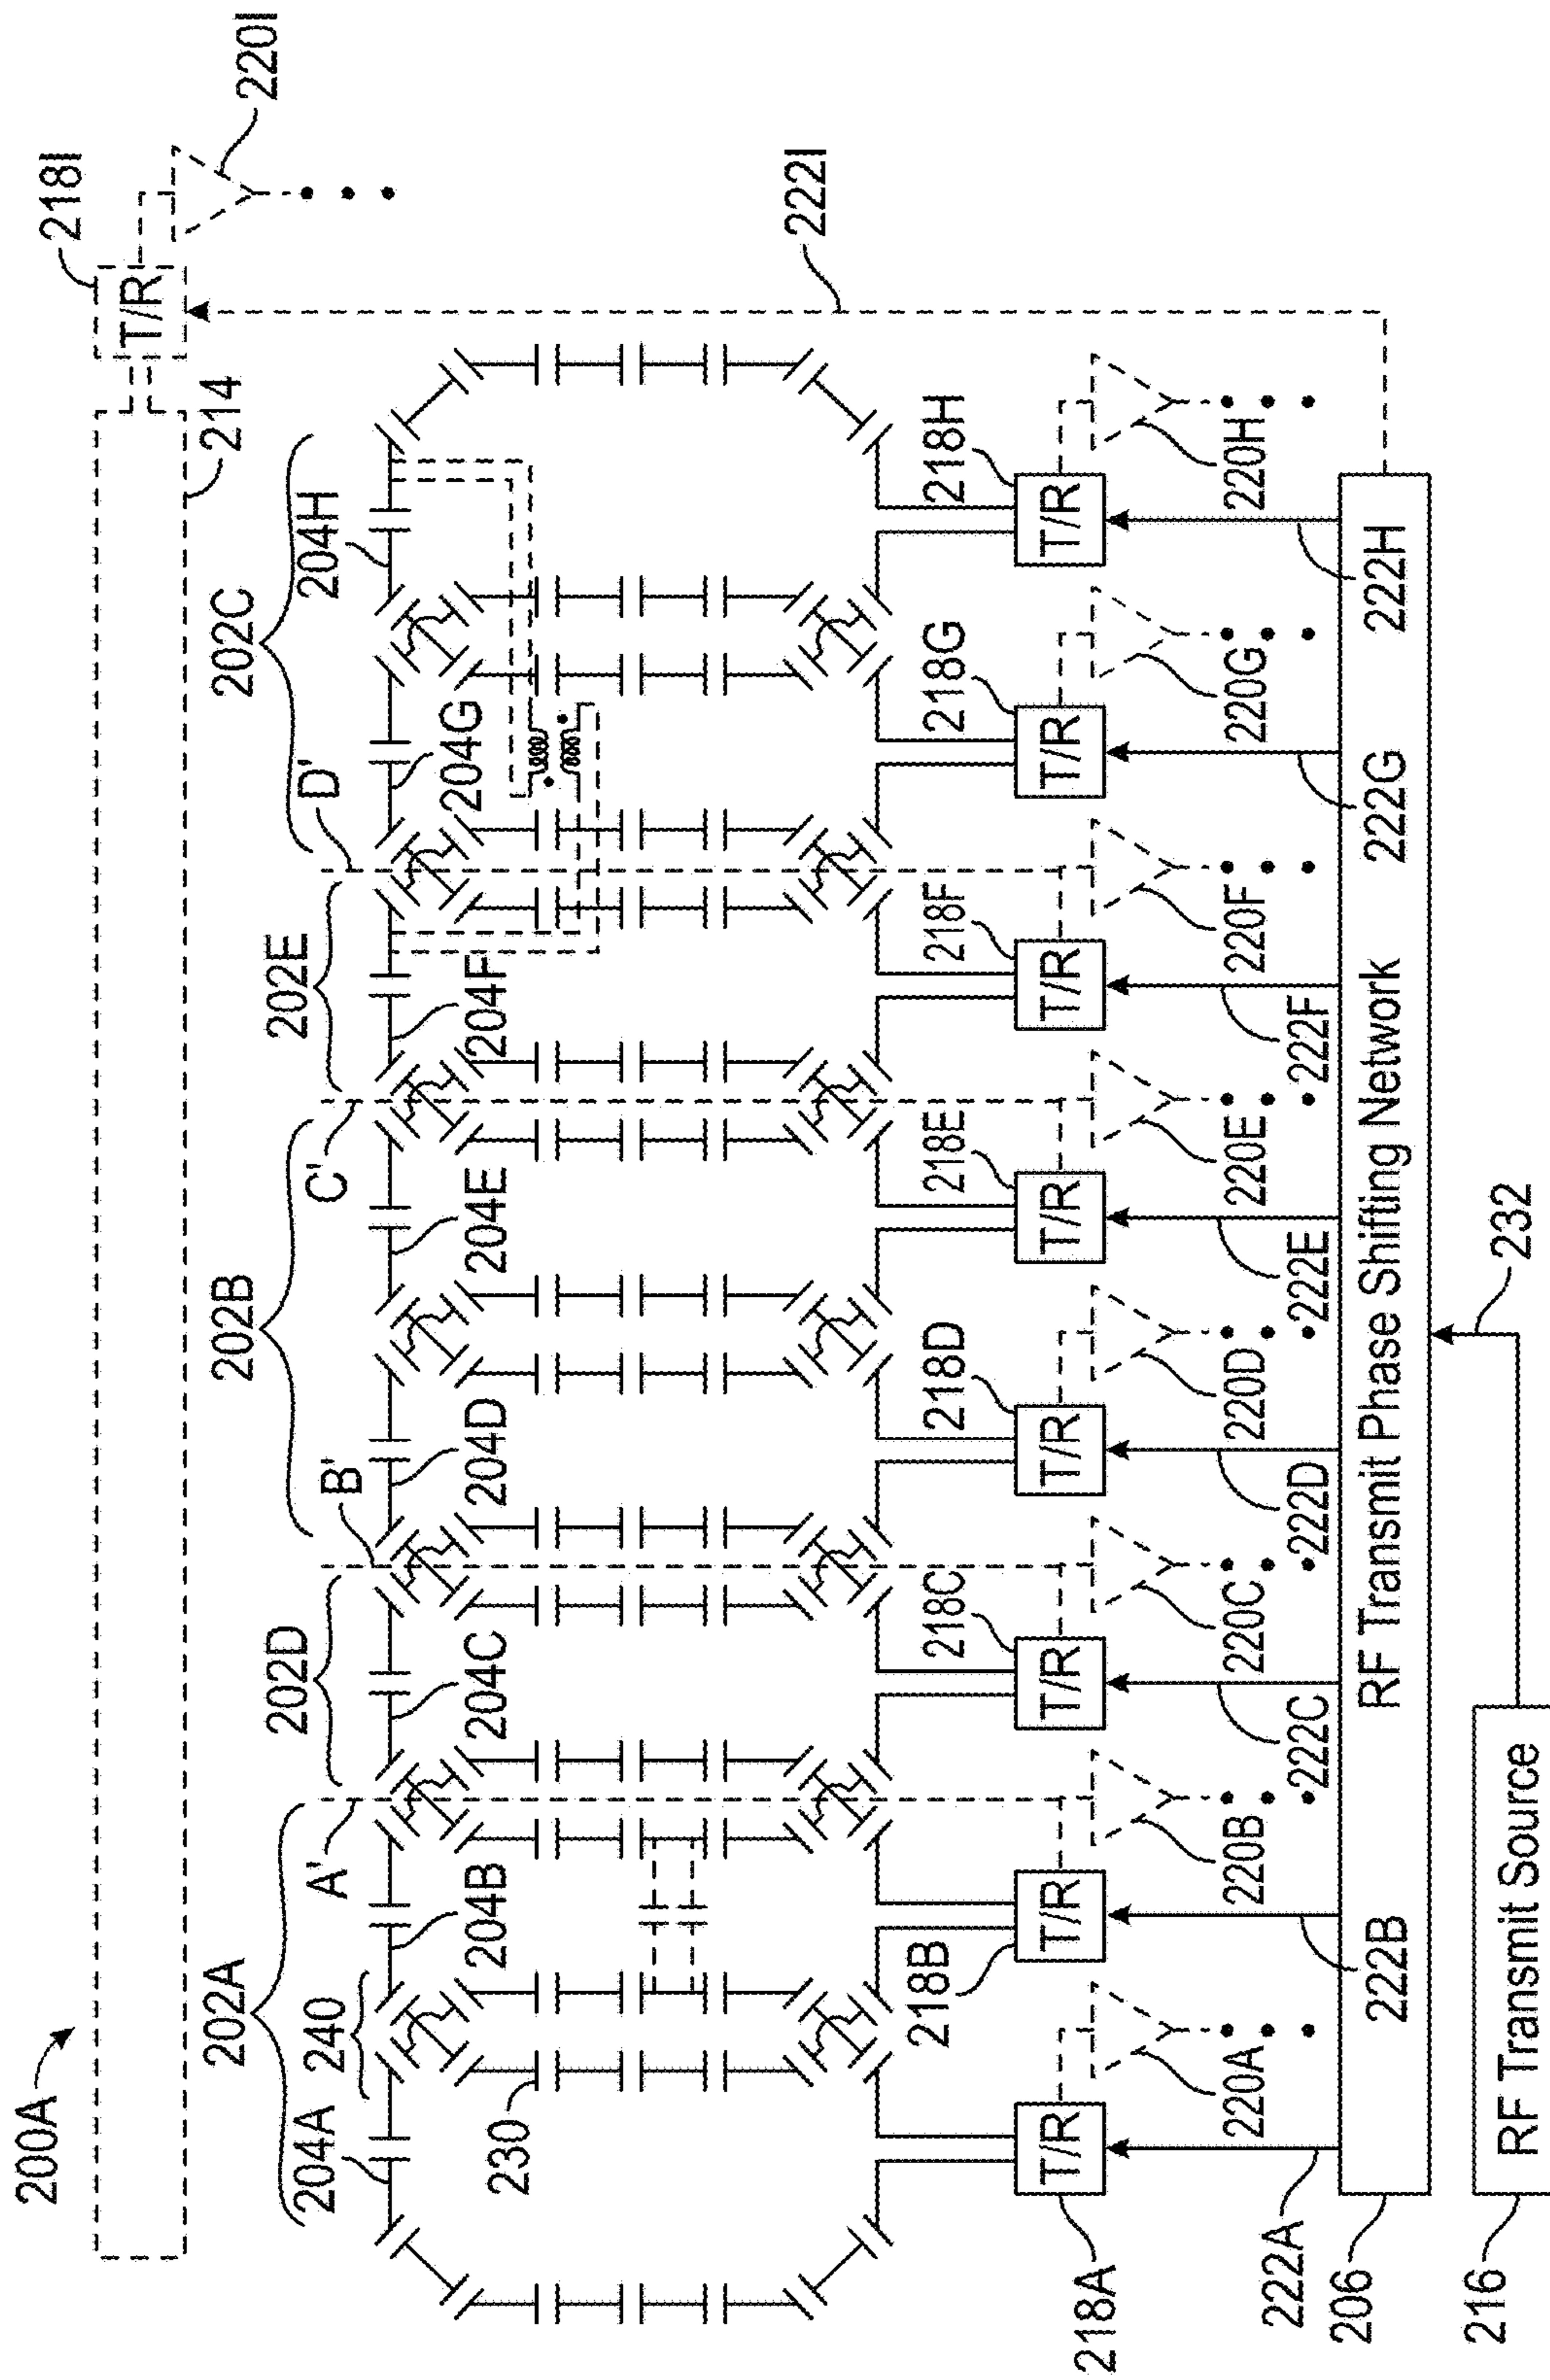 200A
214
218I
T/R
220I
222I
202A
202D
202B
202E
202C
240
A'
B'
C'
D'
204A
204B
204C
204D
204E
204F
204G
204H
230
218A
218B
218C
218D
218E
218F
218G
218H
T/R
T/R
T/R
T/R
T/R
T/R
T/R
T/R
220A
220B
220C
220D
220E
220F
220G
220H
222A
222B
222C
222D
222E
222F
222G
222H
206
RF Transmit Phase Shifting Network
232
216
RF Transmit Source